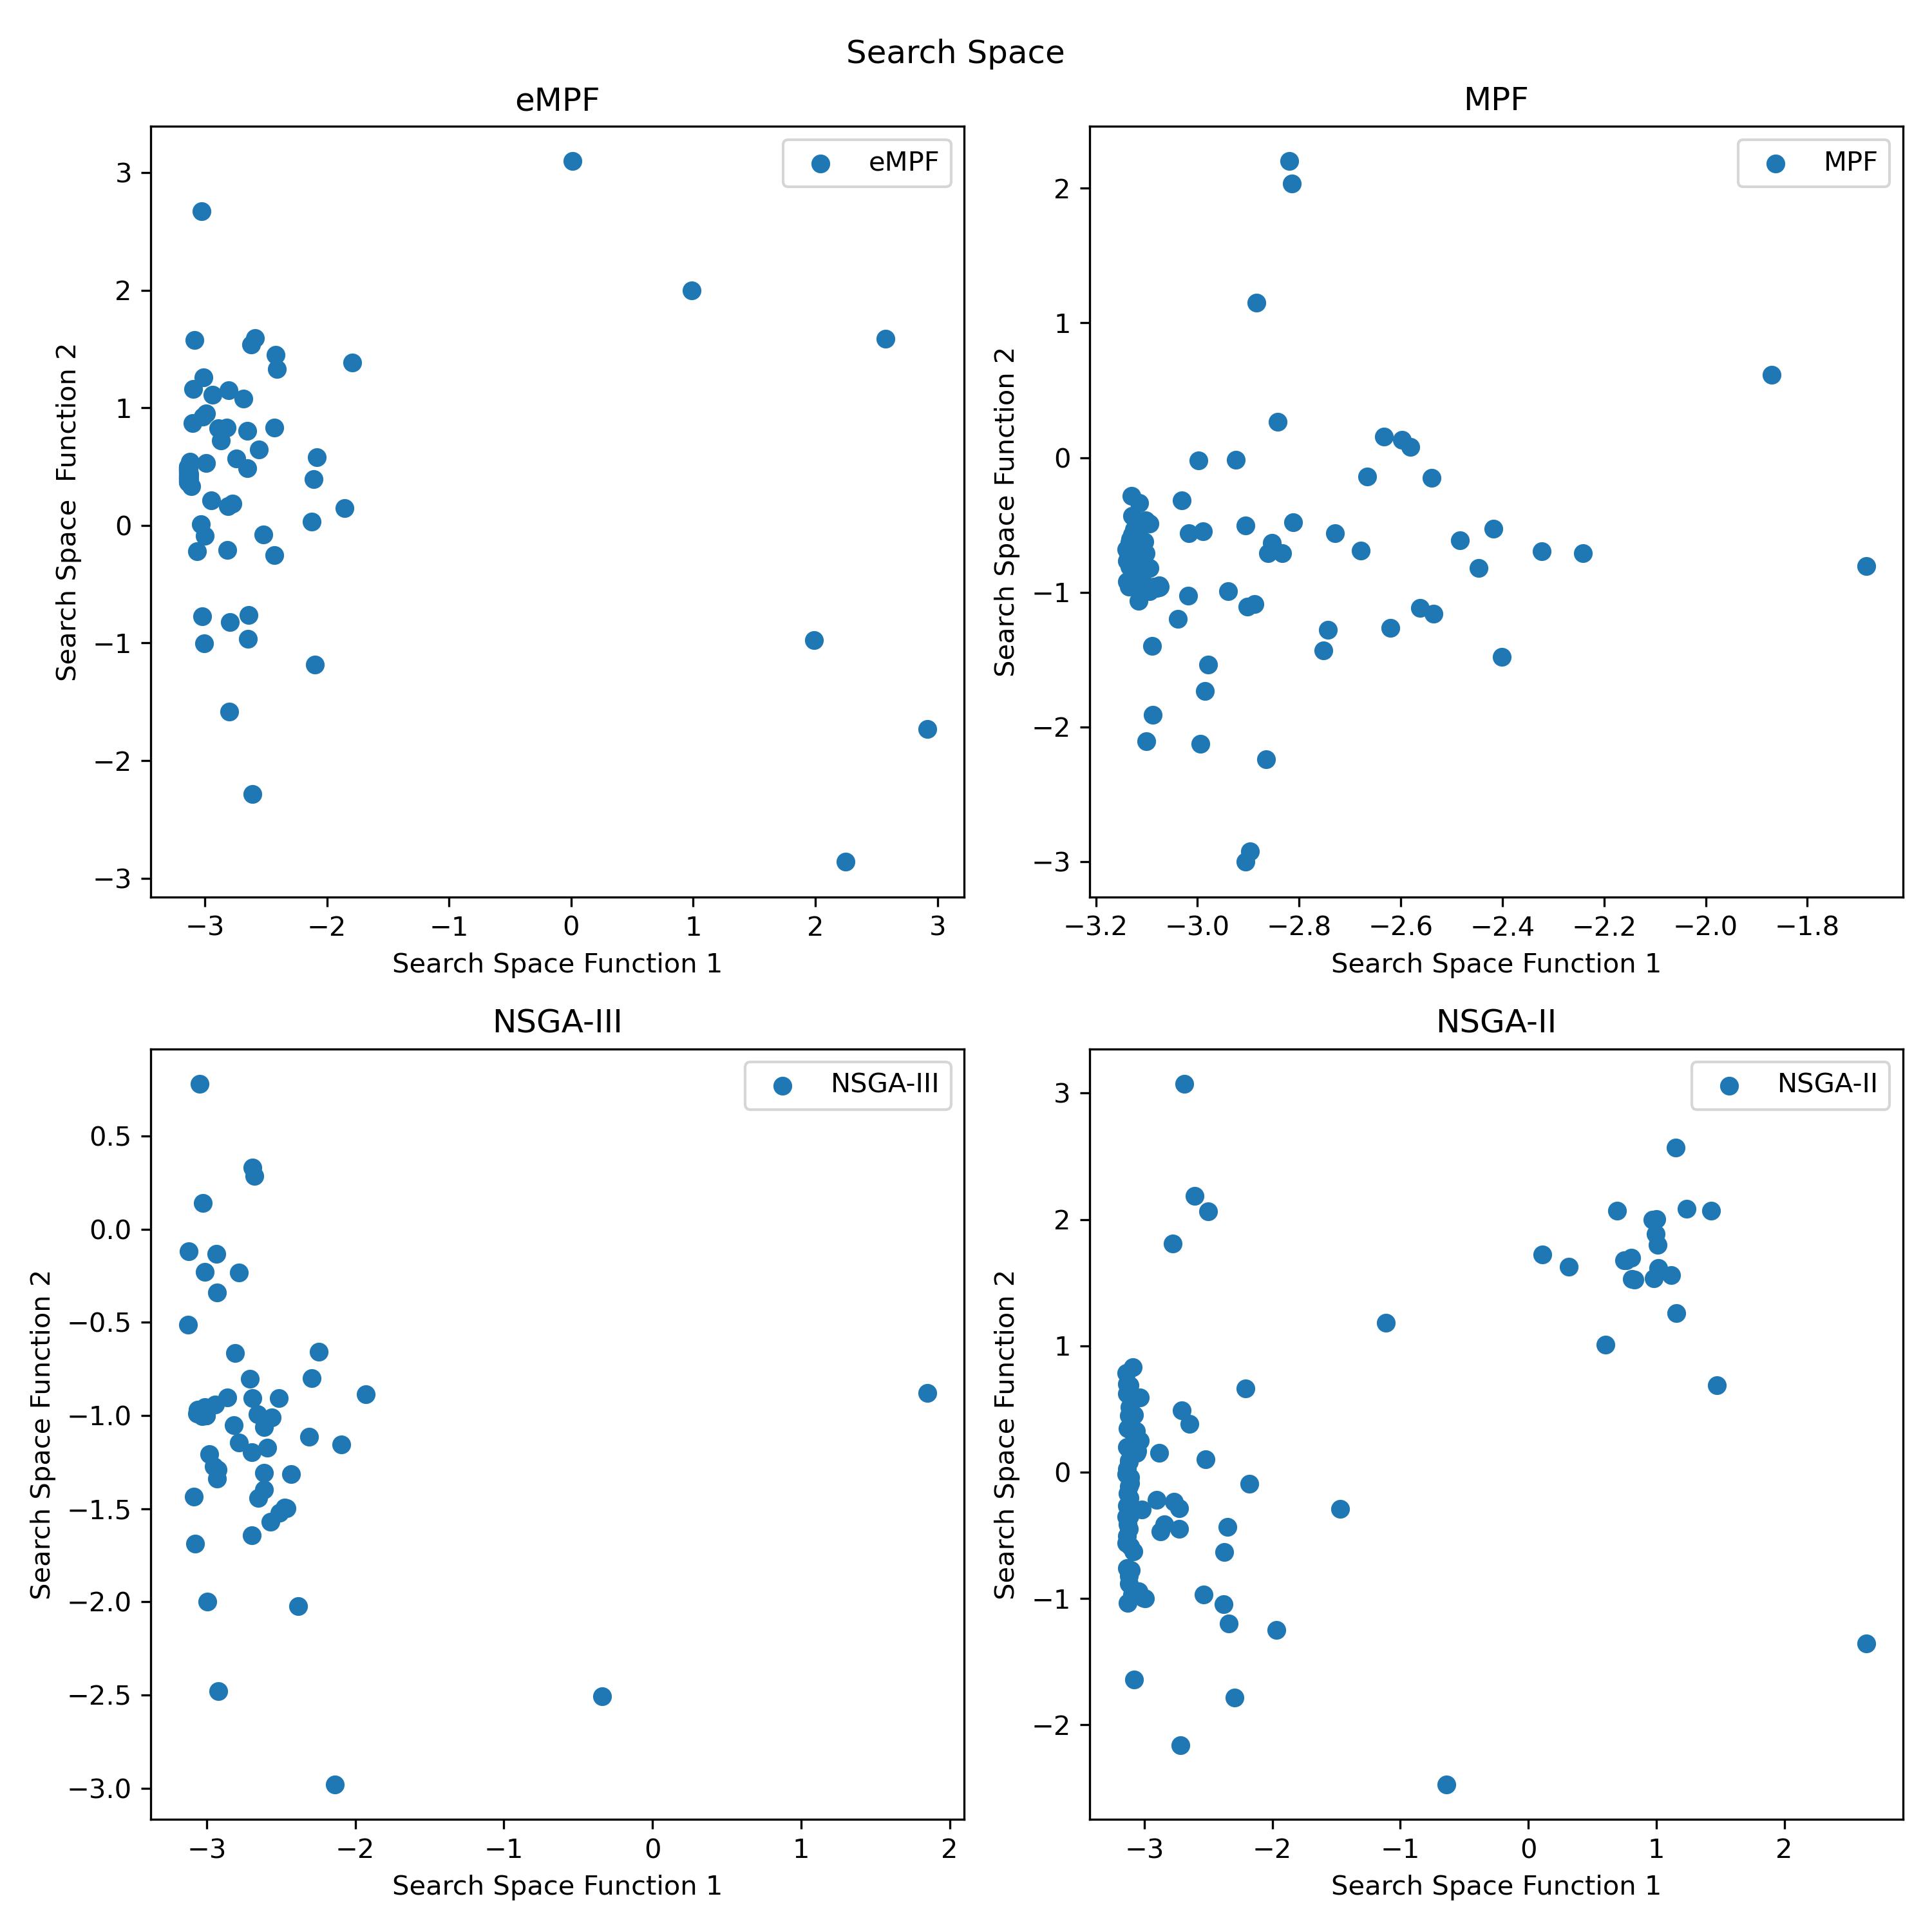 Search Space
eMPF
MPF
eMPF
MPF
3
2
1
0
−1
−2
−3
Search Space  Function 2
−3 −2 −1 0 1 2 3
Search Space Function 1
2
1
0
−1
−2
−3
Search Space Function 2
−3.2 −3.0 −2.8 −2.6 −2.4 −2.2 −2.0 −1.8
Search Space Function 1
NSGA-III
NSGA-II
NSGA-III
NSGA-II
0.5
0.0
−0.5
−1.0
−1.5
−2.0
−2.5
−3.0
Search Space Function 2
−3 −2 −1 0 1 2
Search Space Function 1
3
2
1
0
−1
−2
Search Space Function 2
−3 −2 −1 0 1 2
Search Space Function 1